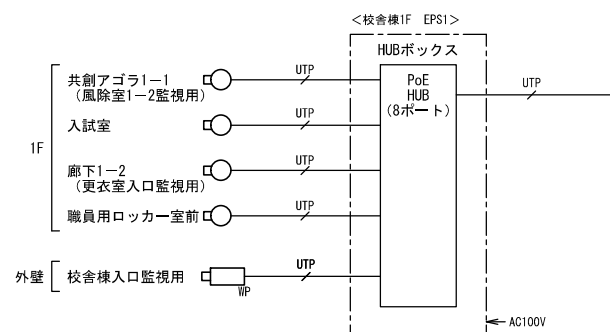 <校舎棟1F EPS1>
HUBボックス
PoE
HUB
(8ポート)
UTP
1F
共創アゴラ1−1
(風除室1−2監視用)
UTP
入試室
UTP
廊下1−2
(更衣室入口監視用)
UTP
職員用ロッカー室前
UTP
外壁
校舎棟入口監視用
WP
UTP
AC100V